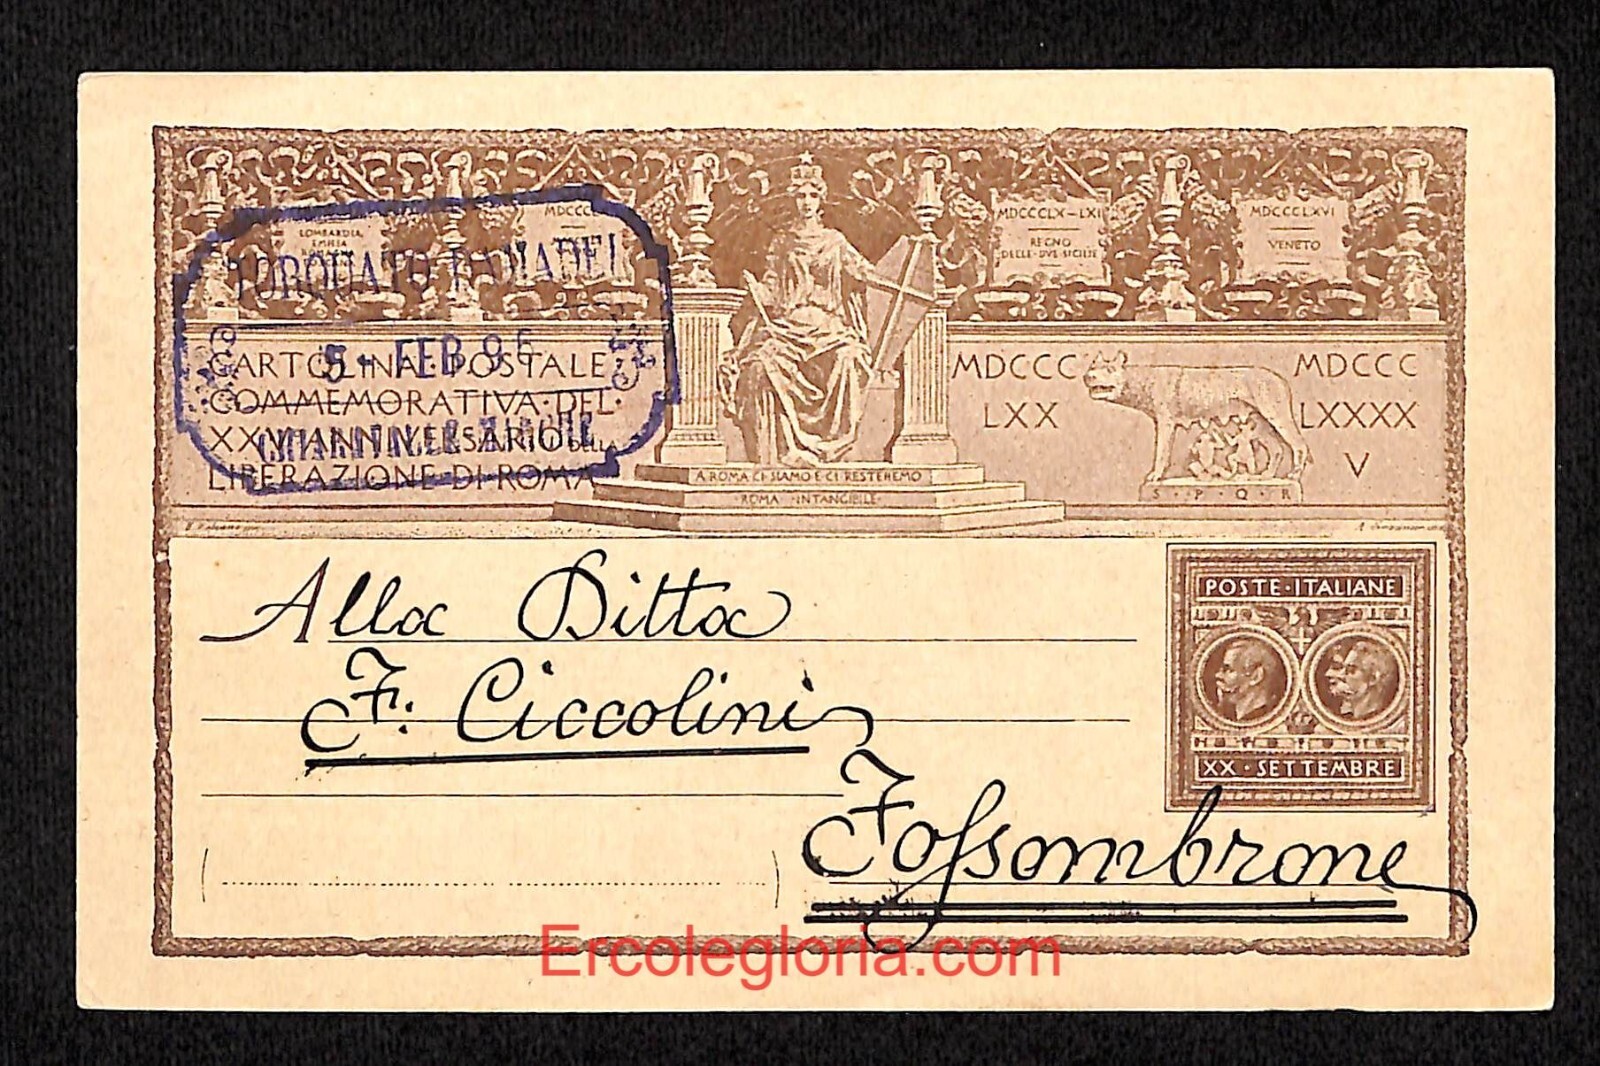 LOMBARDIA
EMILIA
MDCCCLX-LXI
REGNO
DELLE·DVE·SICILIE
MDCCCLXVI
VENETO
TORQUATO
5 - FEB 96
CARTOLINA·POSTALE
COMMEMORATIVA·DEL·
XXV·ANNIVERSARIO DELLA
LIBERAZIONE·DI·ROMA
MDCCC
LXX
MDCCC
LXXXX
V
S·P·Q·R
A ROMA CI SIAMO E CI RESTEREMO
ROMA INTANGIBILE
POSTE·ITALIANE
XX·SETTEMBRE
Alla Ditta
F. Ciccolini
Fossombrone
Ercolegloria.com